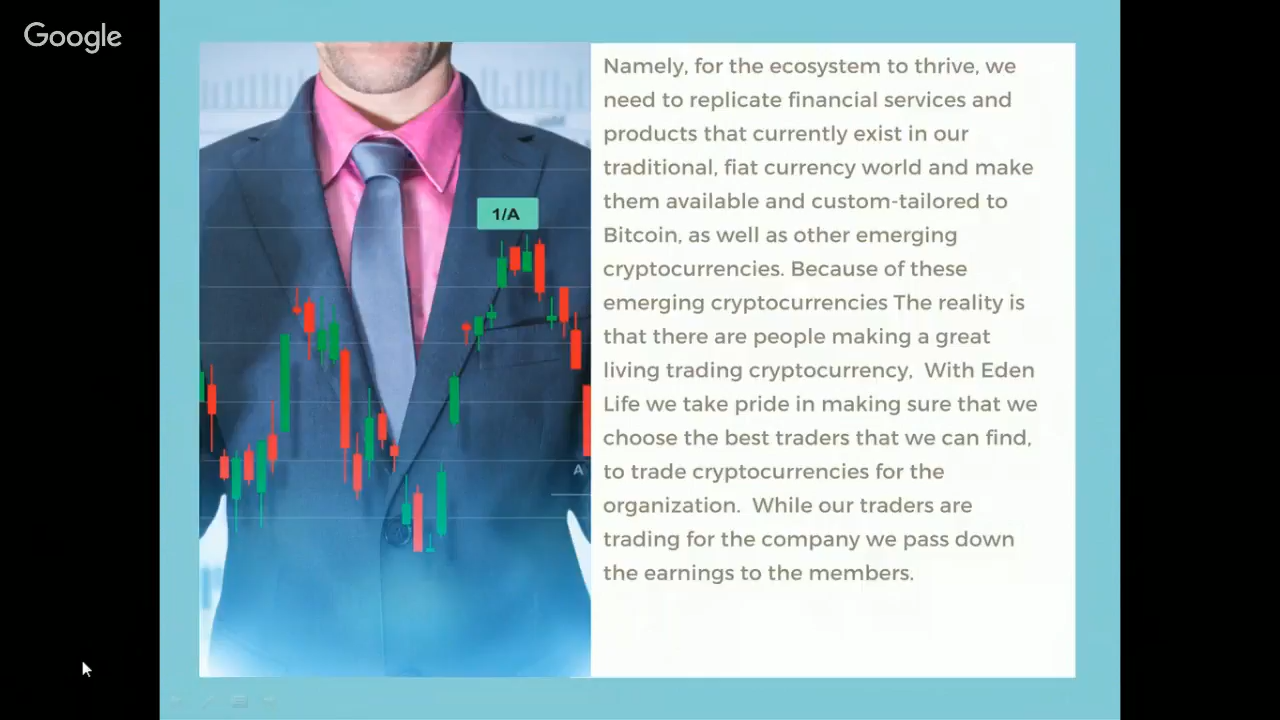 Google
1/A
A
Namely, for the ecosystem to thrive, we
need to replicate financial services and
products that currently exist in our
traditional, fiat currency world and make
them available and custom-tailored to
Bitcoin, as well as other emerging
cryptocurrencies. Because of these
emerging cryptocurrencies The reality is
that there are people making a great
living trading cryptocurrency,  With Eden
Life we take pride in making sure that we
choose the best traders that we can find,
to trade cryptocurrencies for the
organization.  While our traders are
trading for the company we pass down
the earnings to the members.